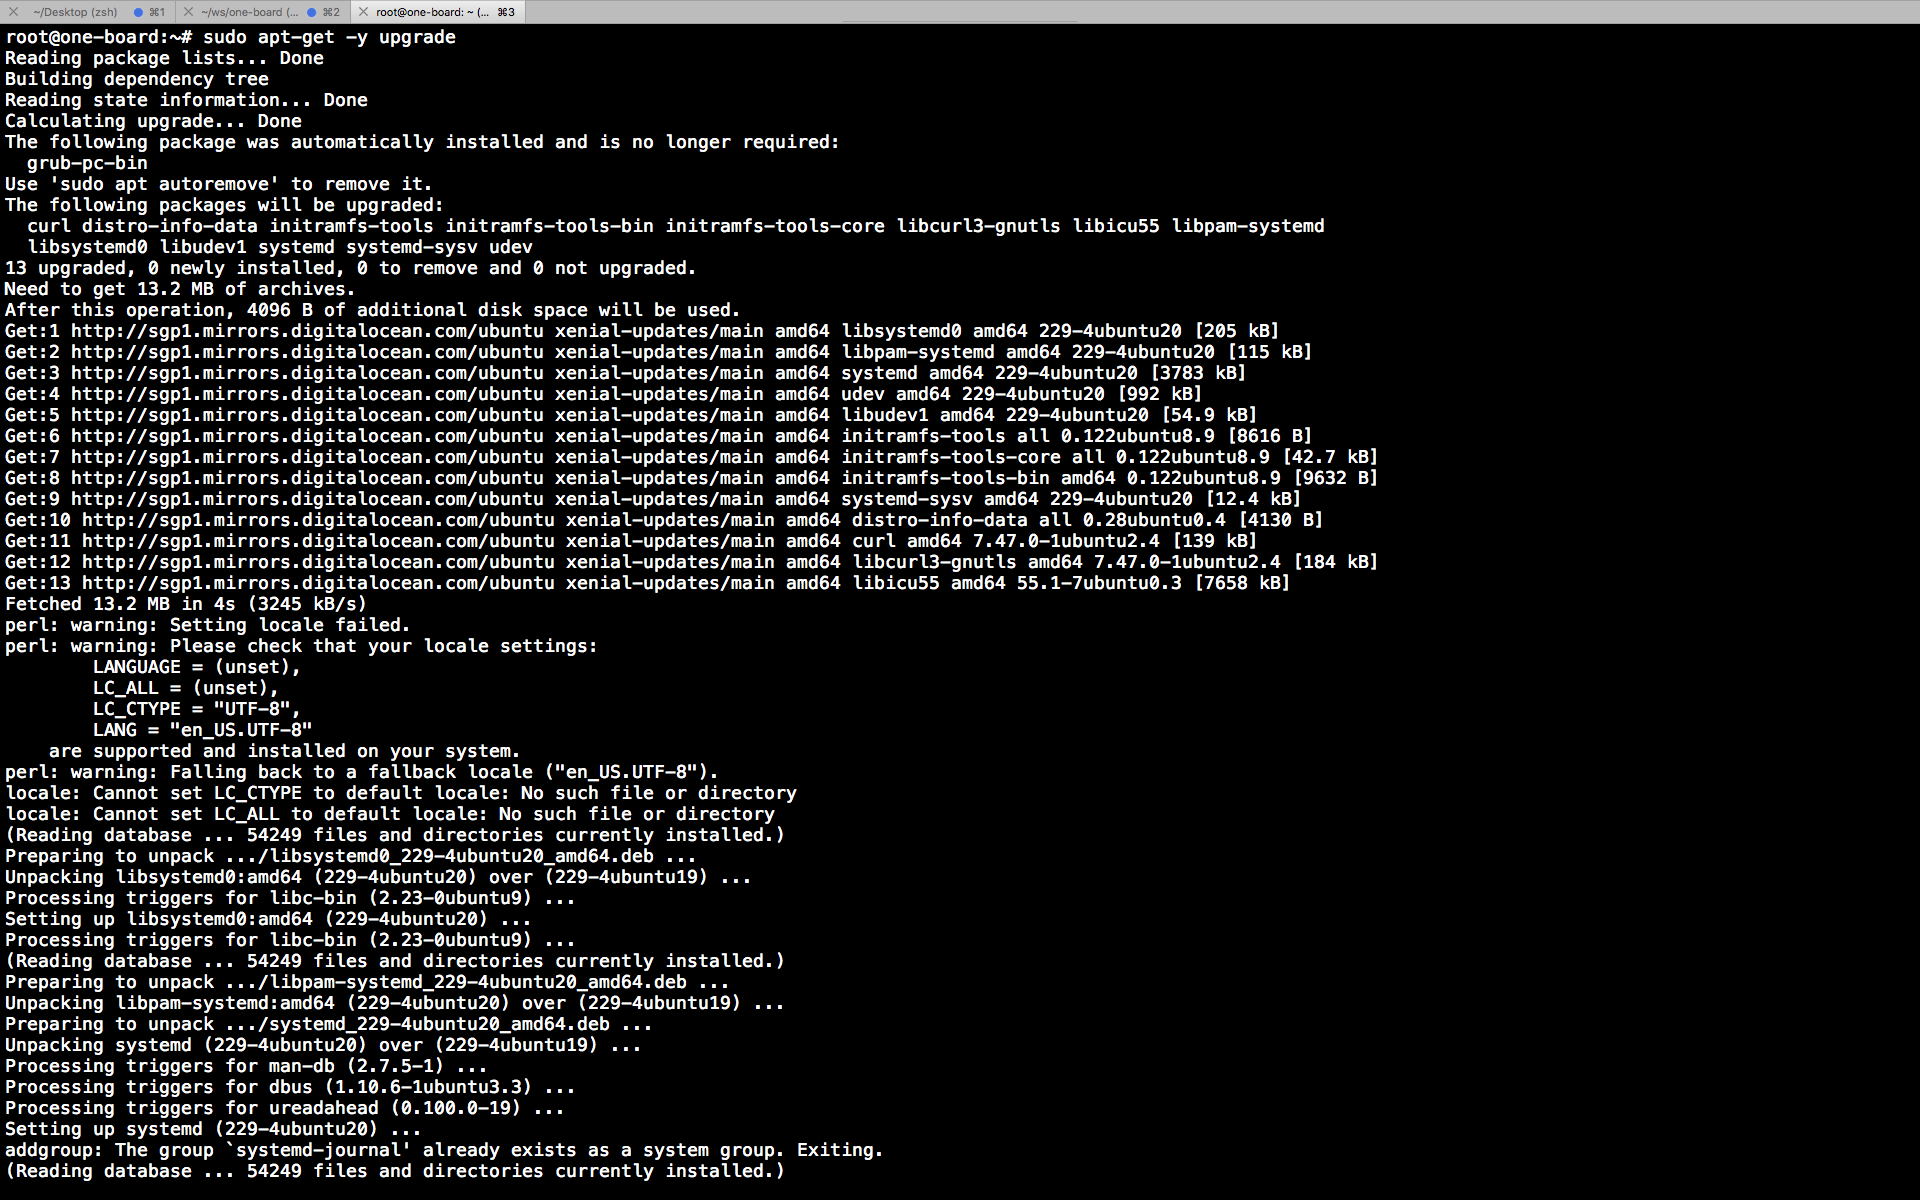 ~/Desktop (zsh) ⌘1 ~/ws/one-board (... ⌘2 root@one-board: ~ (... ⌘3
root@one-board:~# sudo apt-get -y upgrade
Reading package lists... Done
Building dependency tree
Reading state information... Done
Calculating upgrade... Done
The following package was automatically installed and is no longer required:
  grub-pc-bin
Use 'sudo apt autoremove' to remove it.
The following packages will be upgraded:
  curl distro-info-data initramfs-tools initramfs-tools-bin initramfs-tools-core libcurl3-gnutls libicu55 libpam-systemd
  libsystemd0 libudev1 systemd systemd-sysv udev
13 upgraded, 0 newly installed, 0 to remove and 0 not upgraded.
Need to get 13.2 MB of archives.
After this operation, 4096 B of additional disk space will be used.
Get:1 http://sgp1.mirrors.digitalocean.com/ubuntu xenial-updates/main amd64 libsystemd0 amd64 229-4ubuntu20 [205 kB]
Get:2 http://sgp1.mirrors.digitalocean.com/ubuntu xenial-updates/main amd64 libpam-systemd amd64 229-4ubuntu20 [115 kB]
Get:3 http://sgp1.mirrors.digitalocean.com/ubuntu xenial-updates/main amd64 systemd amd64 229-4ubuntu20 [3783 kB]
Get:4 http://sgp1.mirrors.digitalocean.com/ubuntu xenial-updates/main amd64 udev amd64 229-4ubuntu20 [992 kB]
Get:5 http://sgp1.mirrors.digitalocean.com/ubuntu xenial-updates/main amd64 libudev1 amd64 229-4ubuntu20 [54.9 kB]
Get:6 http://sgp1.mirrors.digitalocean.com/ubuntu xenial-updates/main amd64 initramfs-tools all 0.122ubuntu8.9 [8616 B]
Get:7 http://sgp1.mirrors.digitalocean.com/ubuntu xenial-updates/main amd64 initramfs-tools-core all 0.122ubuntu8.9 [42.7 kB]
Get:8 http://sgp1.mirrors.digitalocean.com/ubuntu xenial-updates/main amd64 initramfs-tools-bin amd64 0.122ubuntu8.9 [9632 B]
Get:9 http://sgp1.mirrors.digitalocean.com/ubuntu xenial-updates/main amd64 systemd-sysv amd64 229-4ubuntu20 [12.4 kB]
Get:10 http://sgp1.mirrors.digitalocean.com/ubuntu xenial-updates/main amd64 distro-info-data all 0.28ubuntu0.4 [4130 B]
Get:11 http://sgp1.mirrors.digitalocean.com/ubuntu xenial-updates/main amd64 curl amd64 7.47.0-1ubuntu2.4 [139 kB]
Get:12 http://sgp1.mirrors.digitalocean.com/ubuntu xenial-updates/main amd64 libcurl3-gnutls amd64 7.47.0-1ubuntu2.4 [184 kB]
Get:13 http://sgp1.mirrors.digitalocean.com/ubuntu xenial-updates/main amd64 libicu55 amd64 55.1-7ubuntu0.3 [7658 kB]
Fetched 13.2 MB in 4s (3245 kB/s)
perl: warning: Setting locale failed.
perl: warning: Please check that your locale settings:
        LANGUAGE = (unset),
        LC_ALL = (unset),
        LC_CTYPE = "UTF-8",
        LANG = "en_US.UTF-8"
    are supported and installed on your system.
perl: warning: Falling back to a fallback locale ("en_US.UTF-8").
locale: Cannot set LC_CTYPE to default locale: No such file or directory
locale: Cannot set LC_ALL to default locale: No such file or directory
(Reading database ... 54249 files and directories currently installed.)
Preparing to unpack .../libsystemd0_229-4ubuntu20_amd64.deb ...
Unpacking libsystemd0:amd64 (229-4ubuntu20) over (229-4ubuntu19) ...
Processing triggers for libc-bin (2.23-0ubuntu9) ...
Setting up libsystemd0:amd64 (229-4ubuntu20) ...
Processing triggers for libc-bin (2.23-0ubuntu9) ...
(Reading database ... 54249 files and directories currently installed.)
Preparing to unpack .../libpam-systemd_229-4ubuntu20_amd64.deb ...
Unpacking libpam-systemd:amd64 (229-4ubuntu20) over (229-4ubuntu19) ...
Preparing to unpack .../systemd_229-4ubuntu20_amd64.deb ...
Unpacking systemd (229-4ubuntu20) over (229-4ubuntu19) ...
Processing triggers for man-db (2.7.5-1) ...
Processing triggers for dbus (1.10.6-1ubuntu3.3) ...
Processing triggers for ureadahead (0.100.0-19) ...
Setting up systemd (229-4ubuntu20) ...
addgroup: The group `systemd-journal' already exists as a system group. Exiting.
(Reading database ... 54249 files and directories currently installed.)